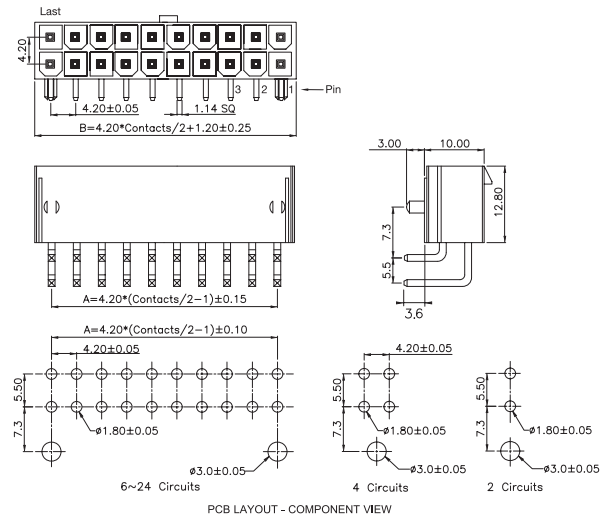 Last
4.20
3 2 1
Pin
4.20±0.05
1.14 SQ
B=4.20*Contacts/2+1.20±0.25
3.00
10.00
12.80
7.3
5.5
3.6
A=4.20*(Contacts/2-1)±0.15
A=4.20*(Contacts/2-1)±0.10
4.20±0.05
5.50
7.3
ø1.80±0.05
ø3.0±0.05
6~24 Circuits
4.20±0.05
5.50
7.3
ø1.80±0.05
ø3.0±0.05
4 Circuits
5.50
7.3
ø1.80±0.05
ø3.0±0.05
2 Circuits
PCB LAYOUT - COMPONENT VIEW